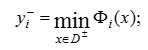 y_i^- = min_{x∈D^±} Φ_i(x);